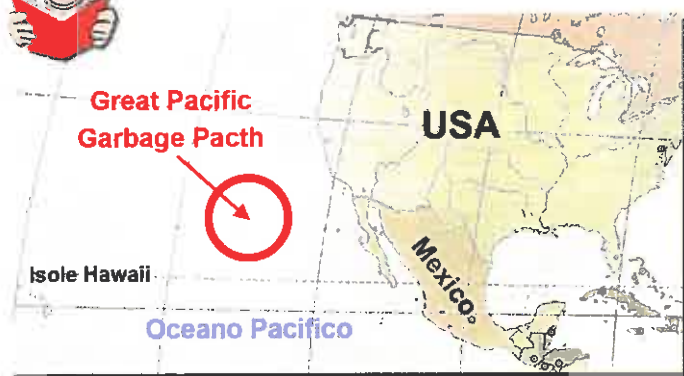 Great Pacific
Garbage Pacth
USA
Isole Hawaii
Mexico
Oceano Pacifico